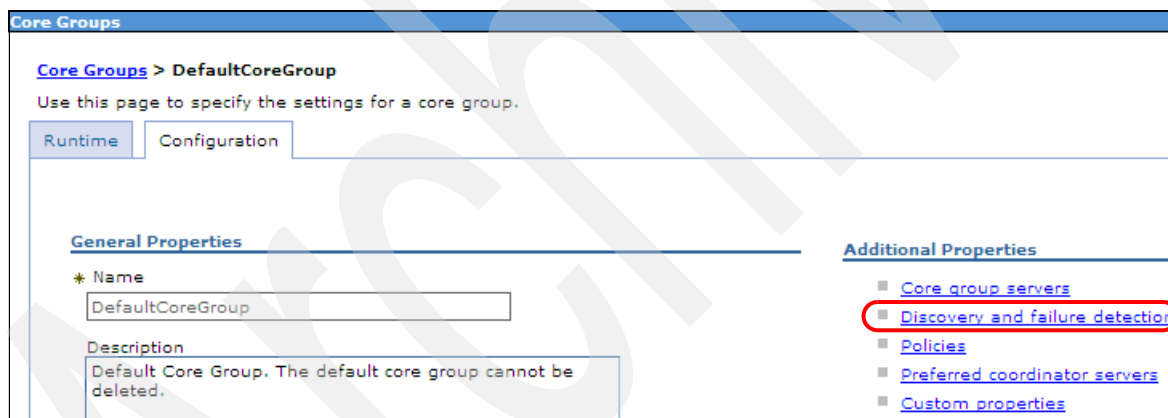 Core Groups
Core Groups > DefaultCoreGroup
Use this page to specify the settings for a core group.
Runtime
Configuration
General Properties
* Name
DefaultCoreGroup
Description
Default Core Group. The default core group cannot be
deleted.
Additional Properties
Core group servers
Discovery and failure detection
Policies
Preferred coordinator servers
Custom properties